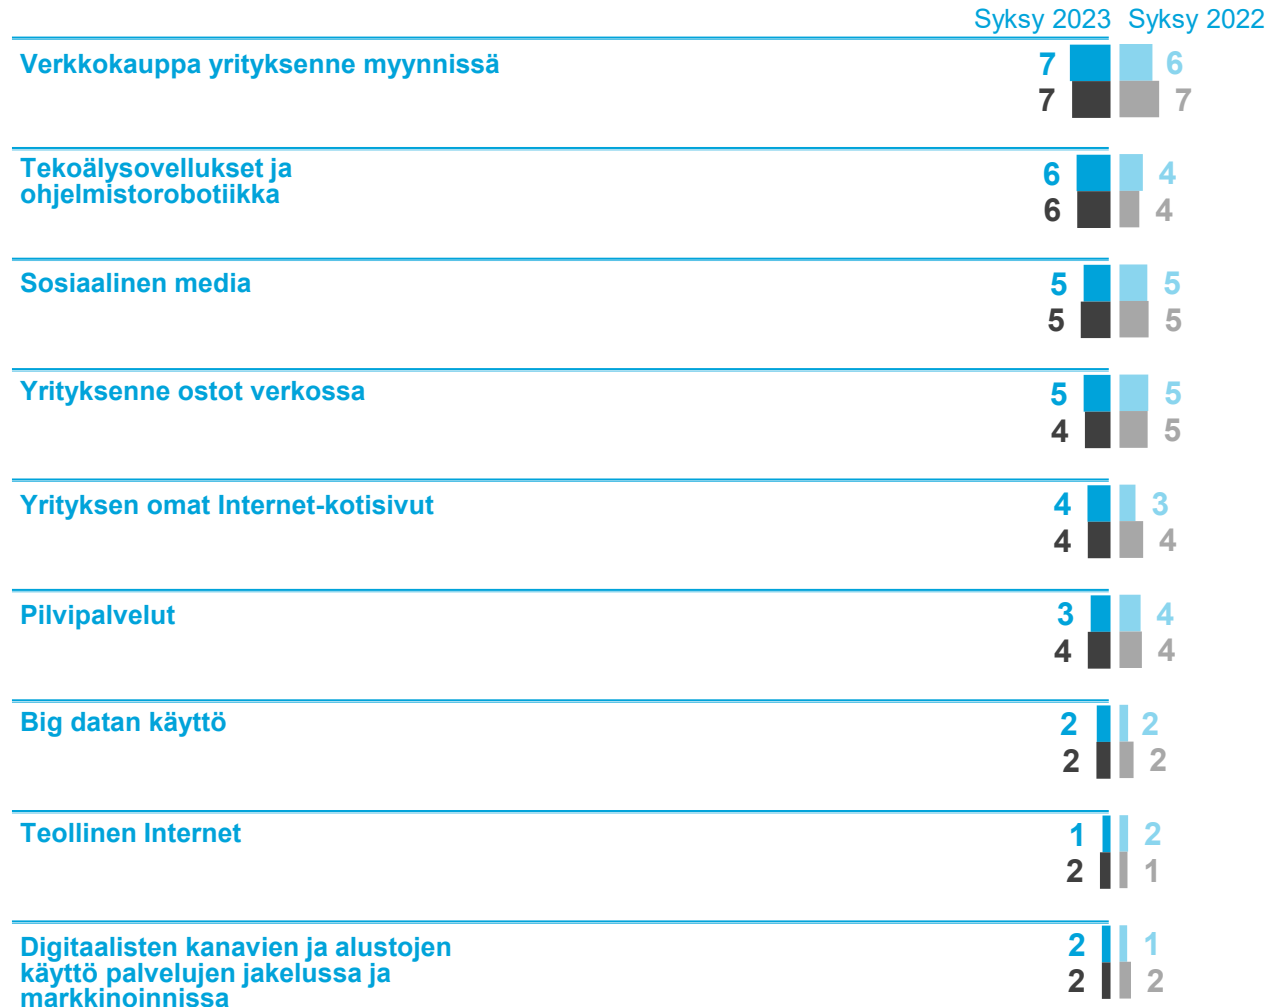 Syksy 2023 Syksy 2022
Verkkokauppa yrityksenne myynnissä 7 6
7 7
Tekoälysovellukset ja
ohjelmistorobotiikka
6 4
6 4
Sosiaalinen media 5 5
5 5
Yrityksenne ostot verkossa 5 5
4 5
Yrityksen omat Internet-kotisivut 4 3
4 4
Pilvipalvelut 3 4
4 4
Big datan käyttö 2 2
2 2
Teollinen Internet 1 2
2 1
Digitaalisten kanavien ja alustojen
käyttö palvelujen jakelussa ja
markkinoinnissa
2 1
2 2